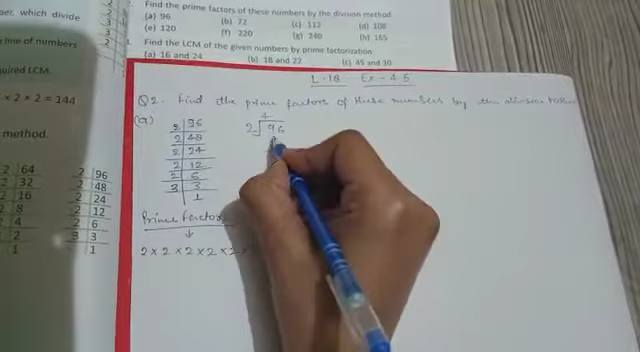 Find the prime factors of these numbers by the division method.
(a) 96 (b) 72 (c) 112 (d) 108
(e) 120 (f) 220 (g) 240 (h) 165
Find the LCM of the given numbers by prime factorization
(a) 16 and 24 (b) 18 and 27 (c) 45 and 30
which divide
line of numbers
quired LCM.
× 2 × 2 = 144
method.
2 64
2 32
2 16
2 8
2 4
2 2
1
2 96
2 48
2 24
2 12
2 6
3 3
1
L-18 Ex-4.5
Q2. Find the prime factors of these numbers by the division
(a)
2 96
2 48
2 24
2 12
2 6
3 3
1
4
2 96
Prime Factors
↓
2 × 2 × 2 × 2 × 2 ×